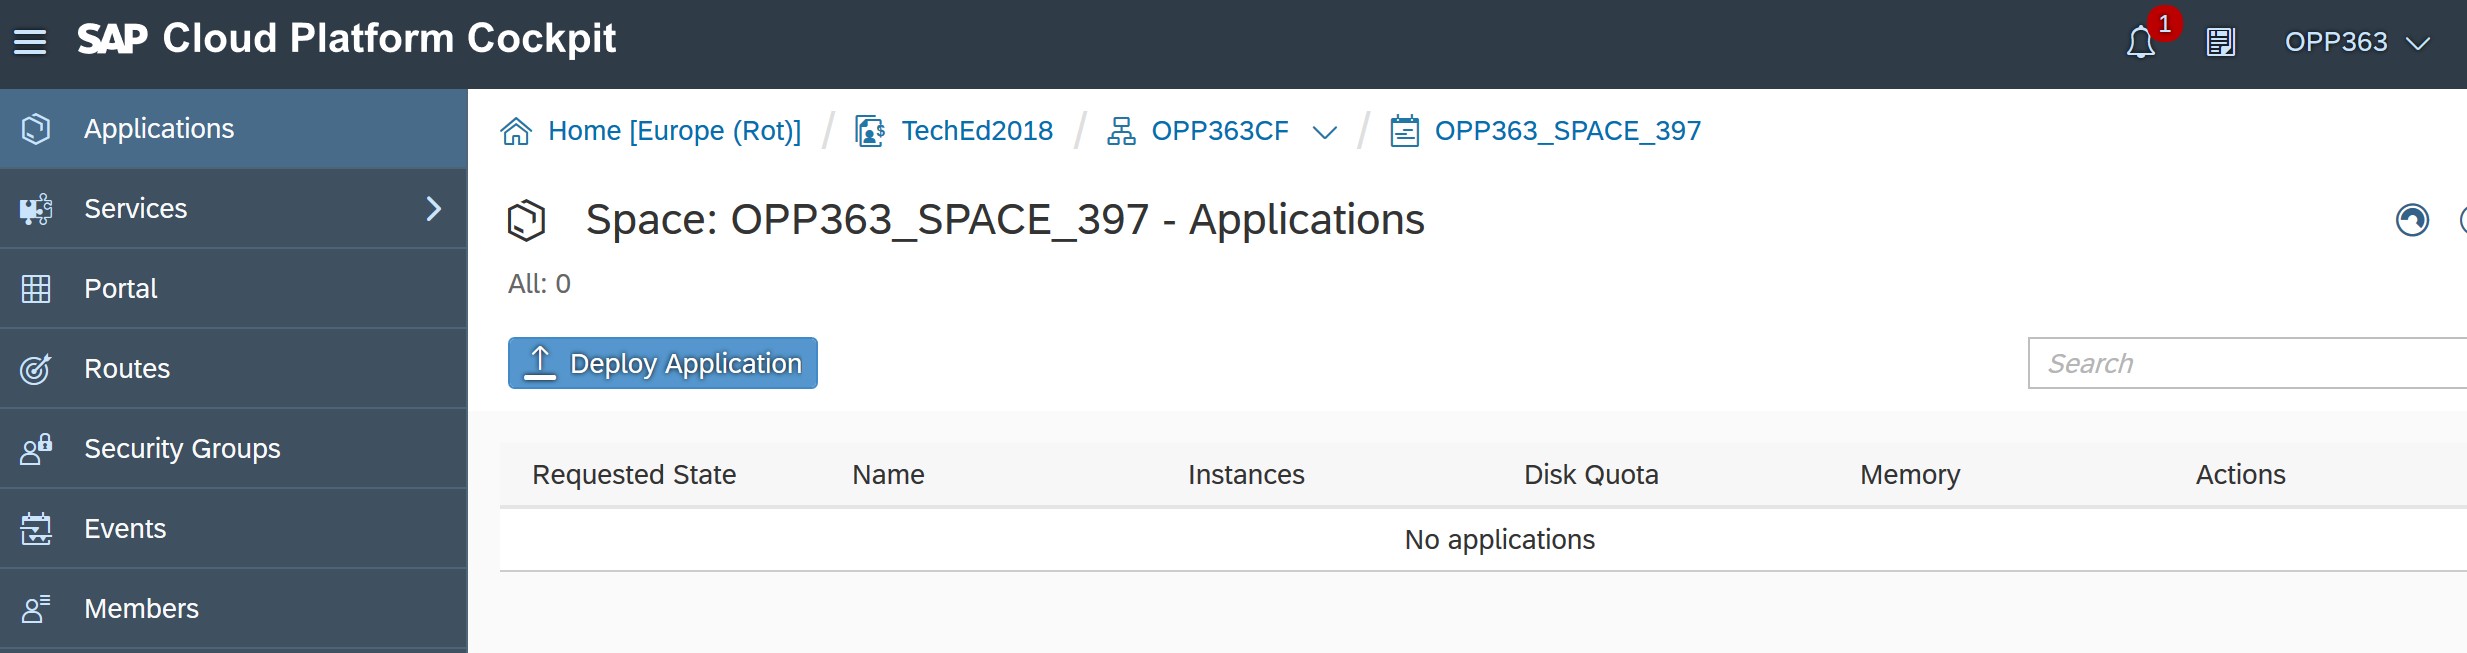 SAP Cloud Platform Cockpit
1
OPP363
Applications
Services
Portal
Routes
Security Groups
Events
Members
Home [Europe (Rot)] / TechEd2018 / OPP363CF / OPP363_SPACE_397
Space: OPP363_SPACE_397 - Applications
All: 0
Deploy Application
Search
Requested State Name Instances Disk Quota Memory Actions
No applications